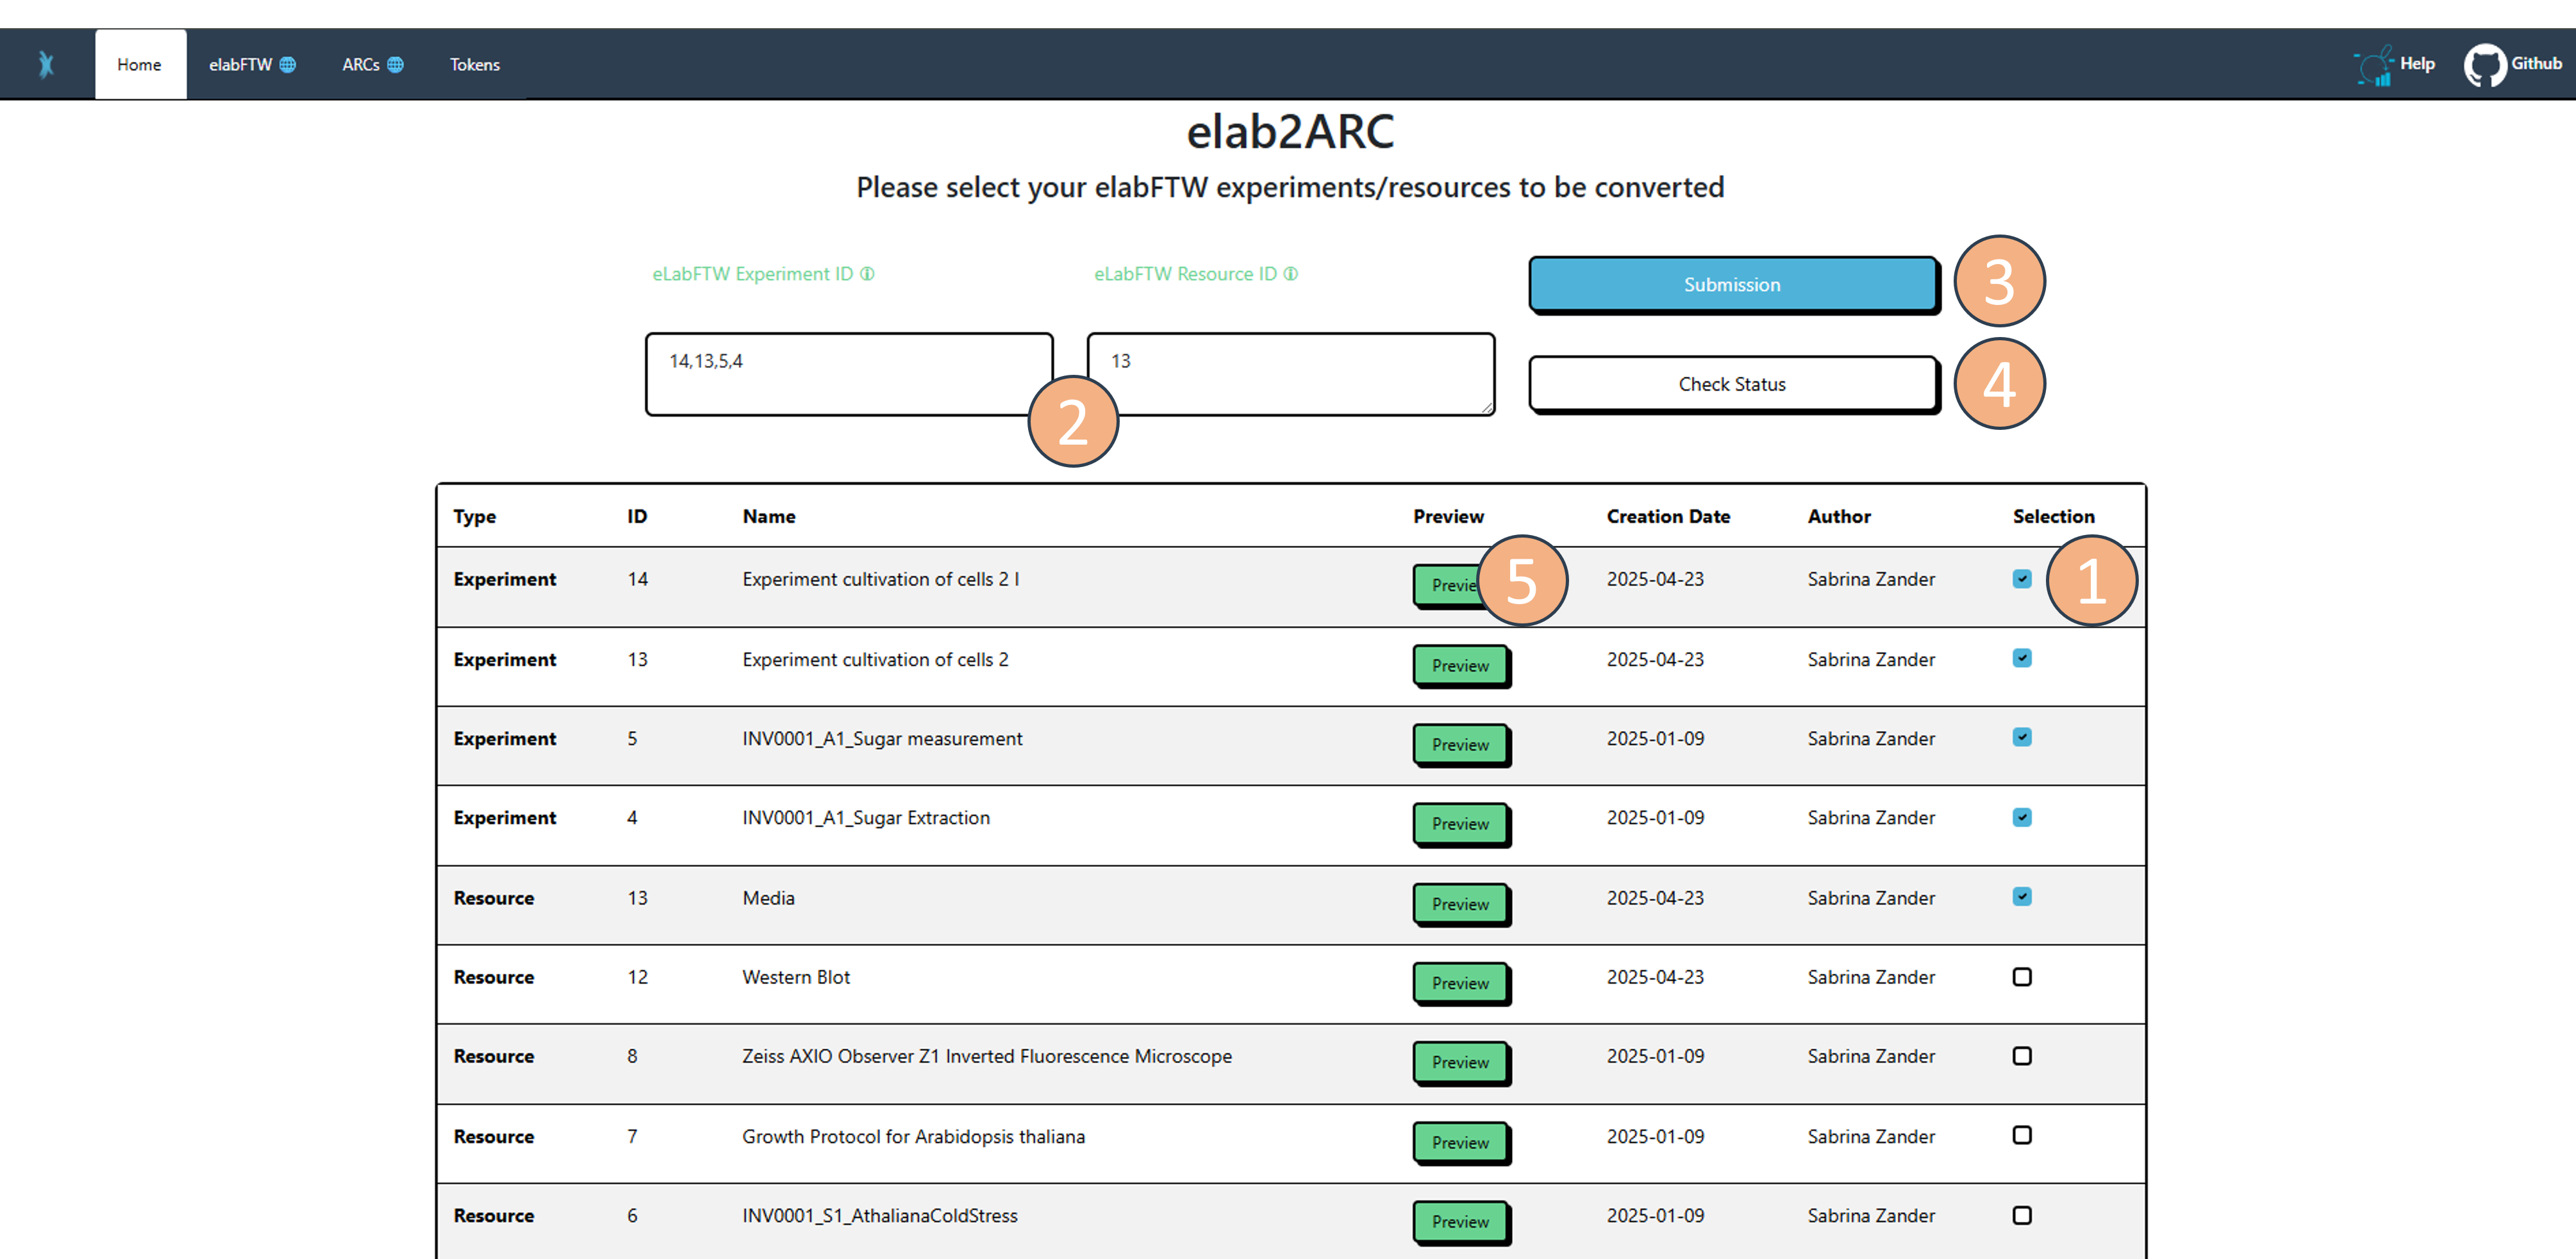 Home elabFTW ARCs Tokens Help Github
elab2ARC
Please select your elabFTW experiments/resources to be converted
eLabFTW Experiment ID eLabFTW Resource ID Submission 3
14,13,5,4 13 Check Status 4
2
Type ID Name Preview Creation Date Author Selection
Experiment 14 Experiment cultivation of cells 2 I Previe 5 2025-04-23 Sabrina Zander 1
Experiment 13 Experiment cultivation of cells 2 Preview 2025-04-23 Sabrina Zander
Experiment 5 INV0001_A1_Sugar measurement Preview 2025-01-09 Sabrina Zander
Experiment 4 INV0001_A1_Sugar Extraction Preview 2025-01-09 Sabrina Zander
Resource 13 Media Preview 2025-04-23 Sabrina Zander
Resource 12 Western Blot Preview 2025-04-23 Sabrina Zander
Resource 8 Zeiss AXIO Observer Z1 Inverted Fluorescence Microscope Preview 2025-01-09 Sabrina Zander
Resource 7 Growth Protocol for Arabidopsis thaliana Preview 2025-01-09 Sabrina Zander
Resource 6 INV0001_S1_AthalianaColdStress Preview 2025-01-09 Sabrina Zander